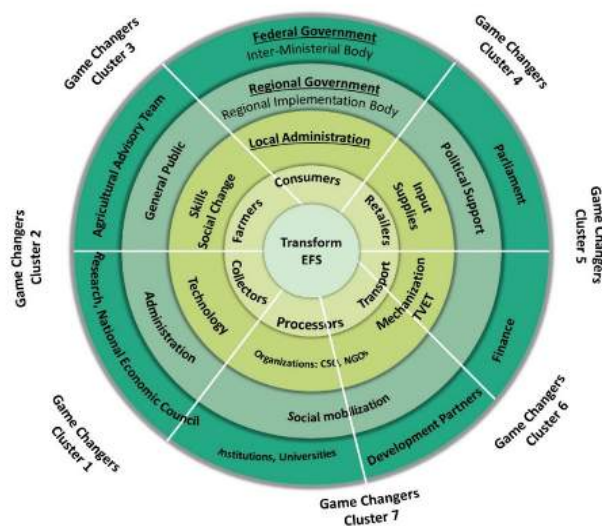 Game Changers
Cluster 3
Federal Government
Inter-Ministerial Body
Game Changers
Cluster 4
Regional Government
Regional Implementation Body
Agricultural Advisory Team
General Public
Local Administration
Political Support
Parliament
Skills
Social Change
Consumers
Input
Supplies
Farmers
Retailers
Game Changers
Cluster 2
Transform
EFS
Game Changers
Cluster 5
Research, National Economic Council
Administration
Technology
Collectors
Processors
Transport
Mechanization
TVET
Organizations: CSO, NGOs
Finance
Social mobilization
Game Changers
Cluster 1
Institutions, Universities
Development Partners
Game Changers
Cluster 6
Game Changers
Cluster 7